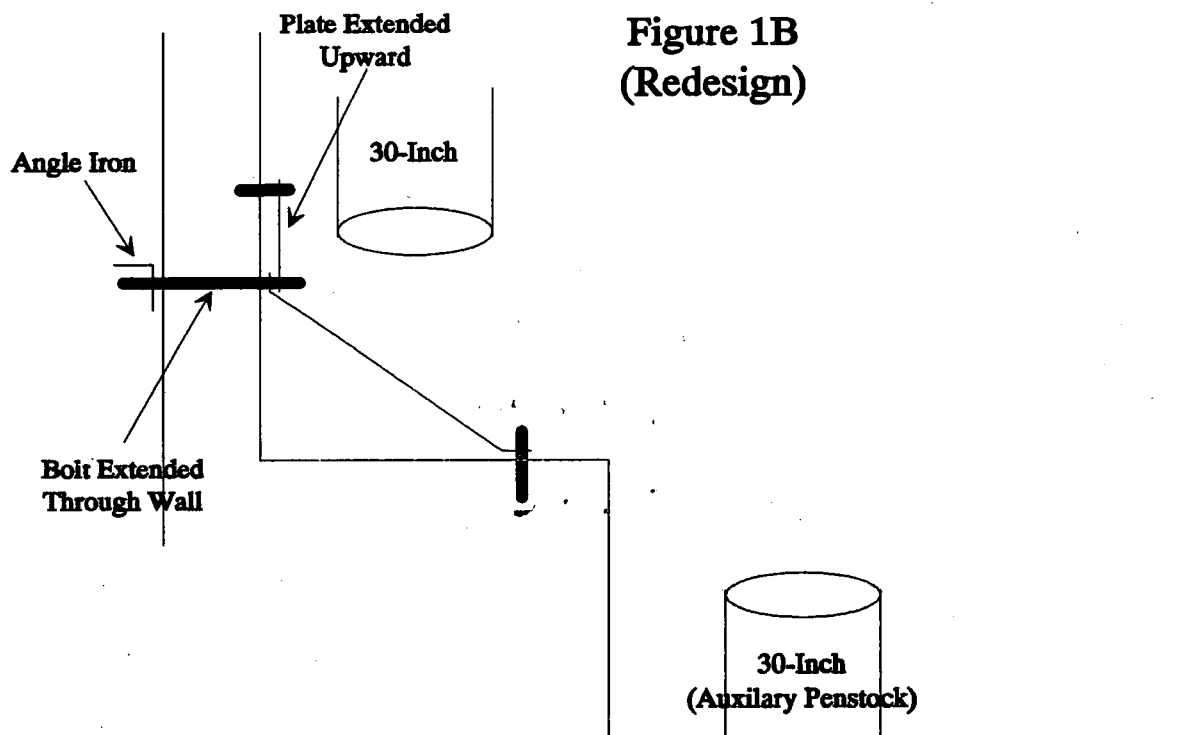 Figure 1B
(Redesign)
Plate Extended
Upward
30-Inch
Angle Iron
Bolt Extended
Through Wall
30-Inch
(Auxilary Penstock)